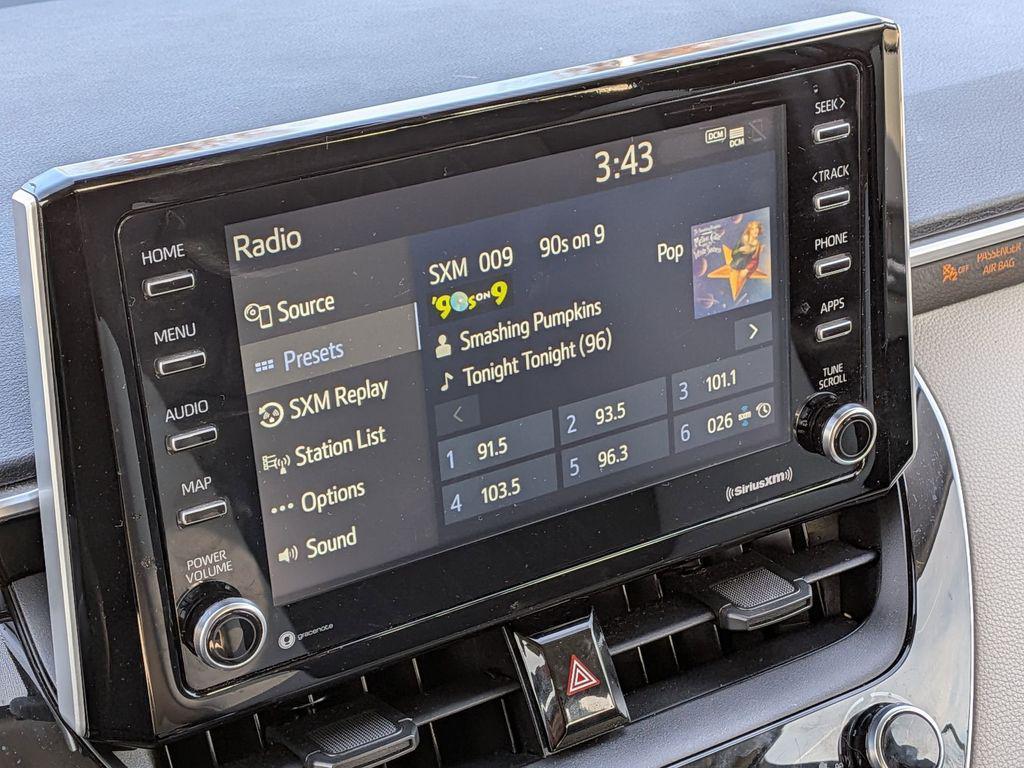 SEEK>
<TRACK
PHONE
APPS
TUNE
SCROLL
HOME
MENU
AUDIO
MAP
POWER
VOLUME
3:43
DCM
DCM
Radio
Source
Presets
SXM Replay
Station List
Options
Sound
SXM 009 90s on 9 Pop
'90s ON 9
Smashing Pumpkins
Tonight Tonight (96)
1 91.5
2 93.5
3 101.1
4 103.5
5 96.3
6 026 sxm
((SiriusXM))
gracenote
OFF
PASSENGER
AIR BAG